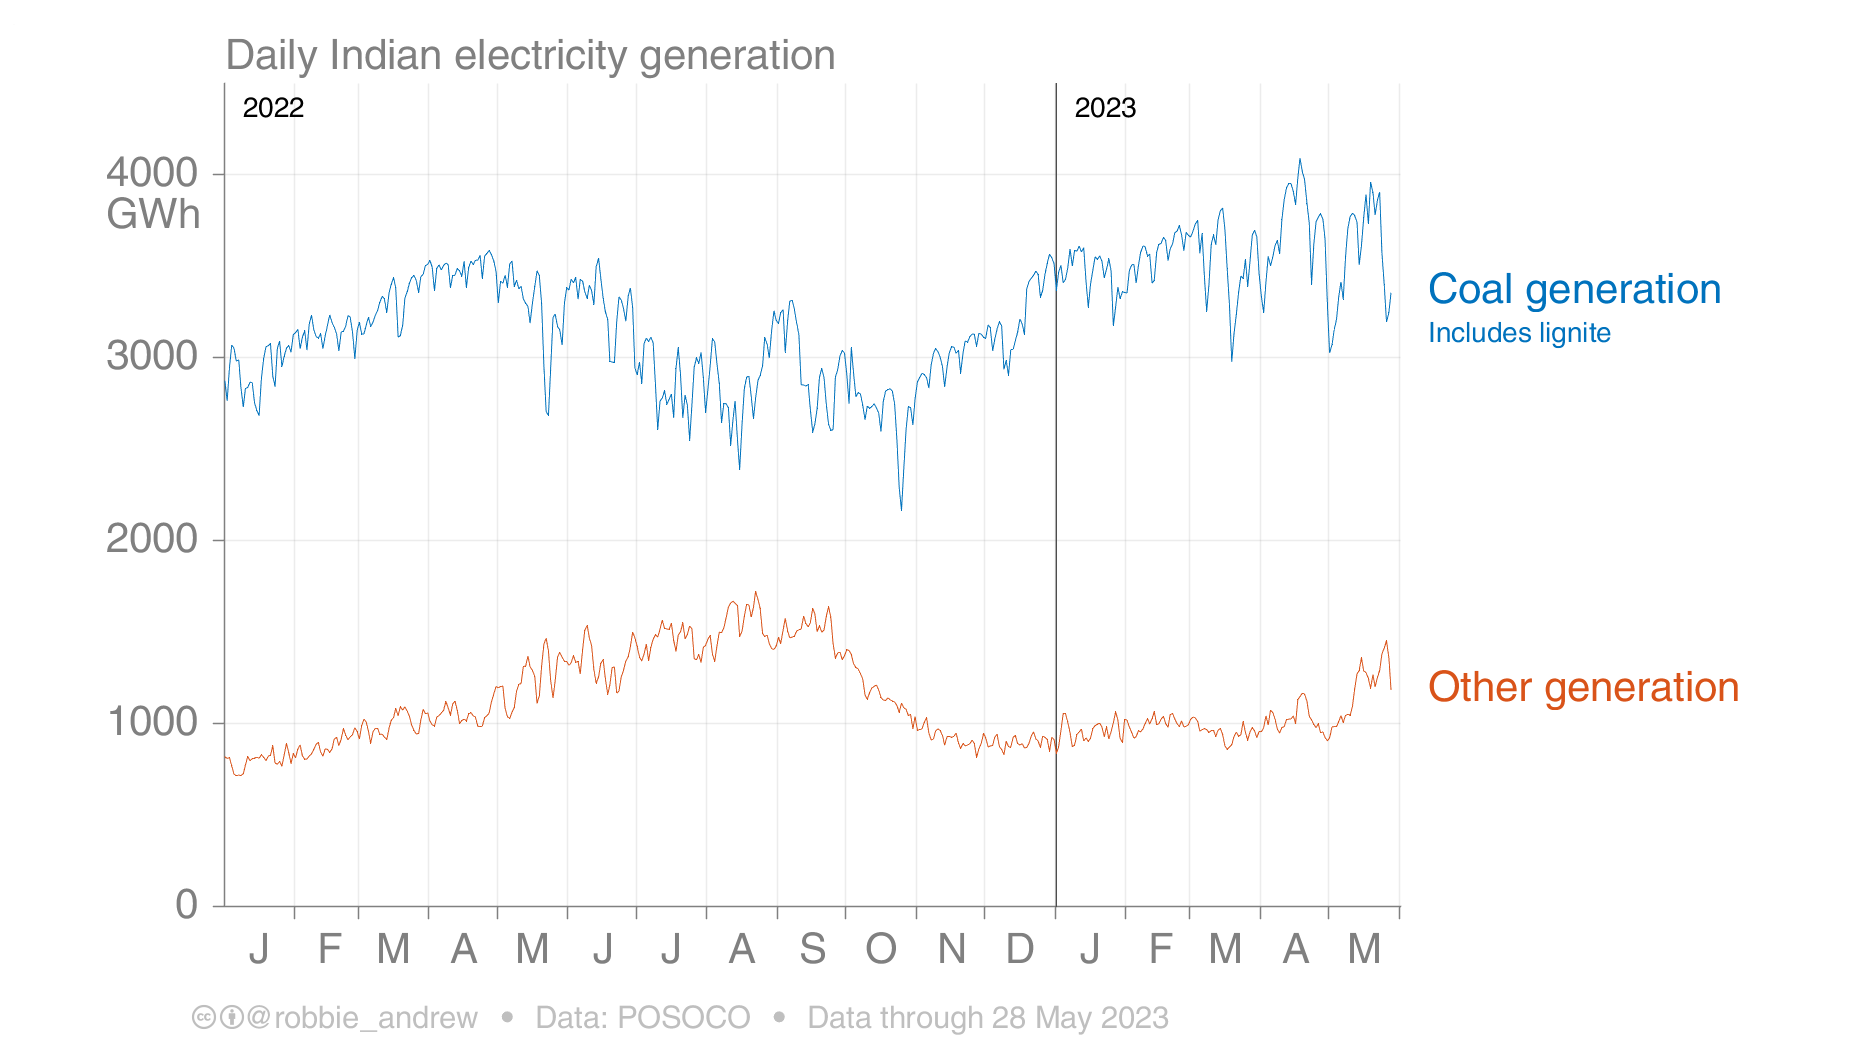 Daily Indian electricity generation
2022
2023
4000
GWh
3000
2000
1000
0
Coal generation
Includes lignite
Other generation
J F M A M J J A S O N D J F M A M
cc @robbie_andrew • Data: POSOCO • Data through 28 May 2023